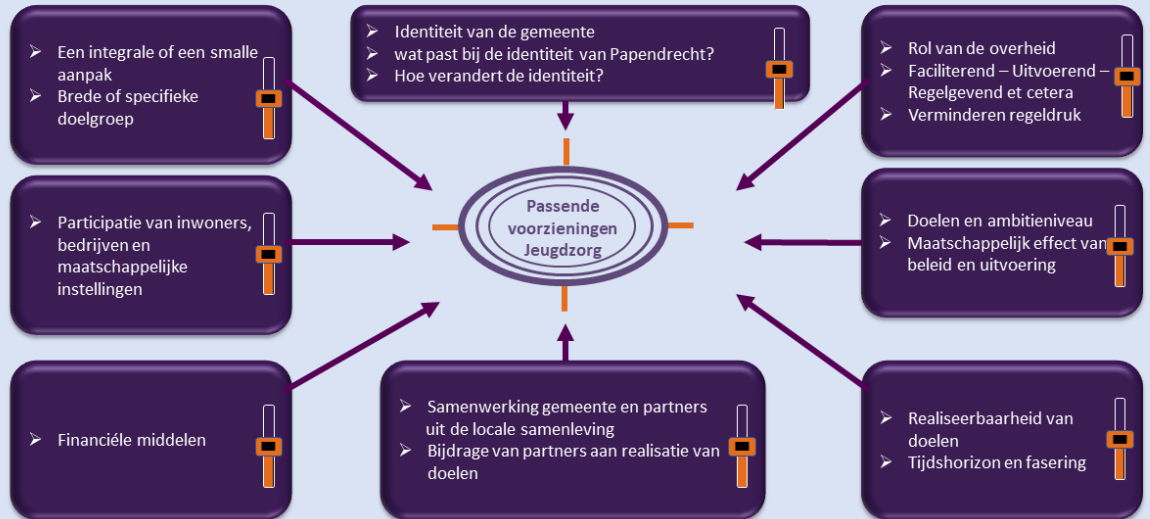 Een integrale of een smalle
aanpak
Brede of specifieke
doelgroep
Identiteit van de gemeente
wat past bij de identiteit van Papendrecht?
Hoe verandert de identiteit?
Rol van de overheid
Faciliterend – Uitvoerend –
Regelgevend et cetera
Verminderen regeldruk
Participatie van inwoners,
bedrijven en
maatschappelijke
instellingen
Passende
voorzieningen
Jeugdzorg
Doelen en ambitieniveau
Maatschappelijk effect van
beleid en uitvoering
Financiéle middelen
Samenwerking gemeente en partners
uit de locale samenleving
Bijdrage van partners aan realisatie van
doelen
Realiseerbaarheid van
doelen
Tijdshorizon en fasering